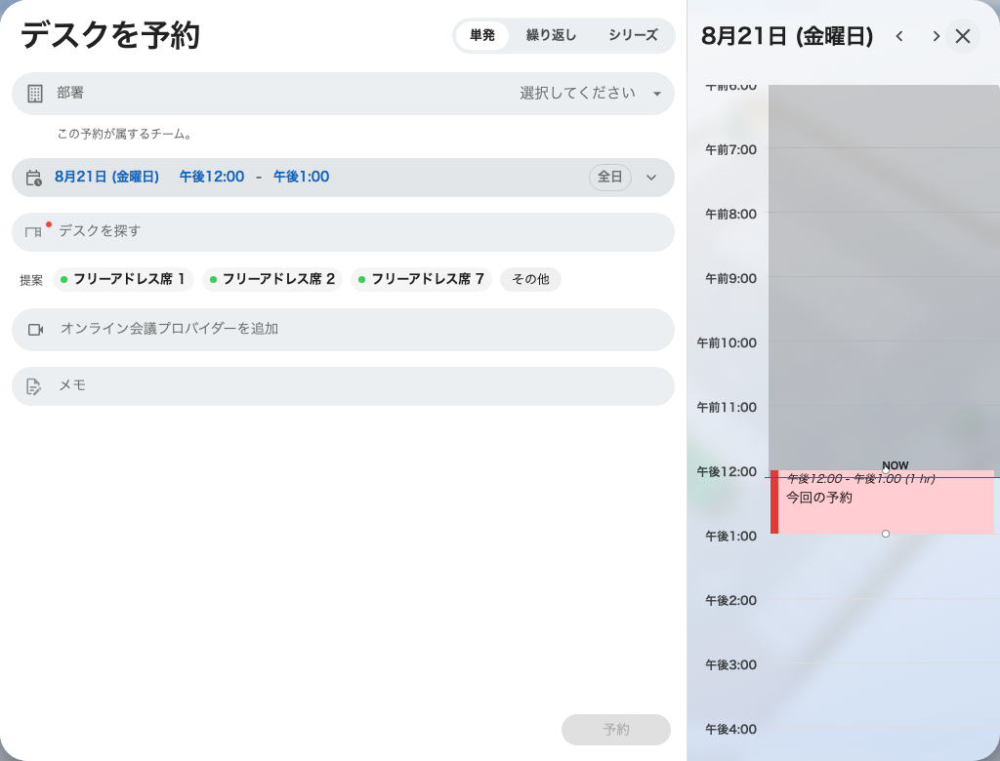 デスクを予約
単発 繰り返し シリーズ
部署 選択してください
この予約が属するチーム。
8月21日 (金曜日) 午後12:00 - 午後1:00 全日
デスクを探す
提案 フリーアドレス席 1 フリーアドレス席 2 フリーアドレス席 7 その他
オンライン会議プロバイダーを追加
メモ
予約
8月21日 (金曜日)
午前6:00
午前7:00
午前8:00
午前9:00
午前10:00
午前11:00
NOW
午後12:00
午後12:00 - 午後1:00 (1 hr)
今回の予約
午後1:00
午後2:00
午後3:00
午後4:00